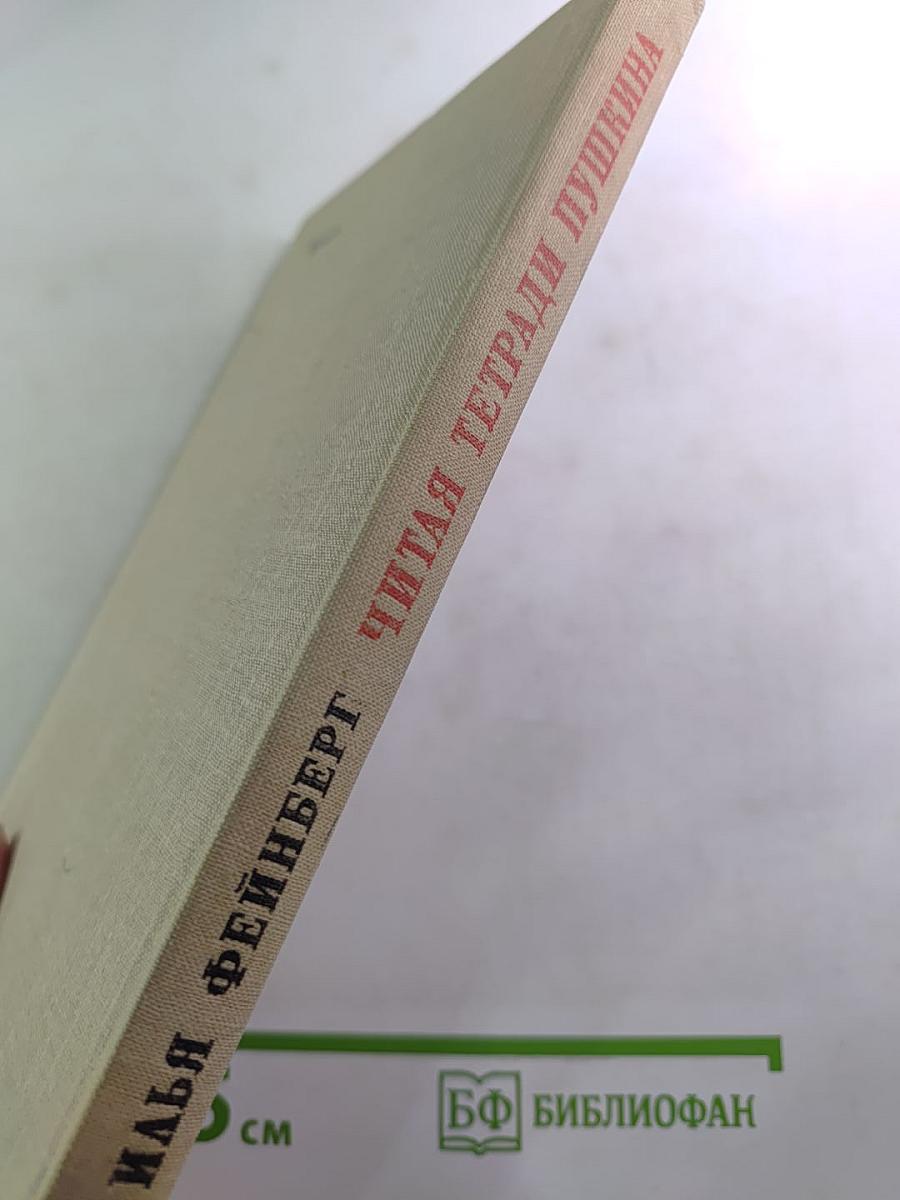 ИЛЬЯ ФЕЙНБЕРГ ЧИТАЯ ТЕТРАДИ ПУШКИНА
см
БФ БИБЛИОФАН